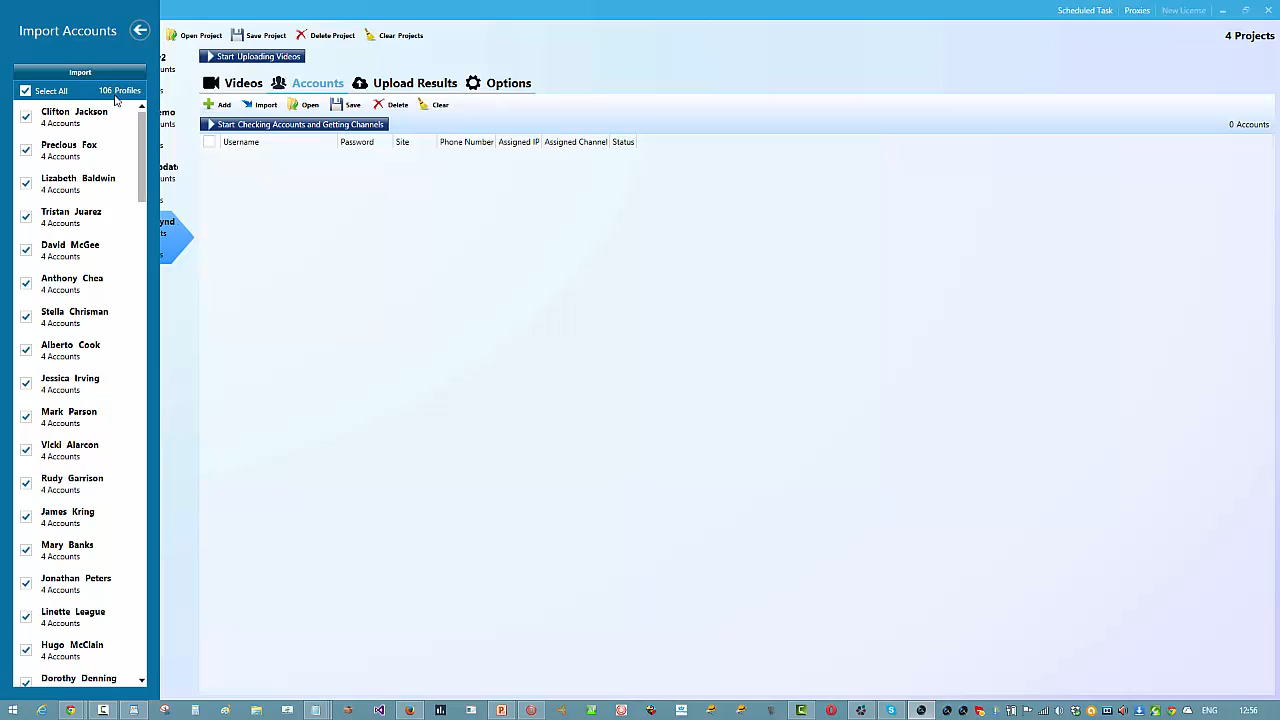 Import Accounts
Import
Select All 106 Profiles
Clifton Jackson
4 Accounts
Precious Fox
4 Accounts
Lizabeth Baldwin
4 Accounts
Tristan Juarez
4 Accounts
David McGee
4 Accounts
Anthony Chea
4 Accounts
Stella Chrisman
4 Accounts
Alberto Cook
4 Accounts
Jessica Irving
4 Accounts
Mark Parson
4 Accounts
Vicki Alarcon
4 Accounts
Rudy Garrison
4 Accounts
James Kring
4 Accounts
Mary Banks
4 Accounts
Jonathan Peters
4 Accounts
Linette League
4 Accounts
Hugo McClain
4 Accounts
Dorothy Denning
Scheduled Task Proxies New License
Open Project Save Project Delete Project Clear Projects 4 Projects
Start Uploading Videos
Videos Accounts Upload Results Options
Add Import Open Save Delete Clear
Start Checking Accounts and Getting Channels 0 Accounts
Username Password Site Phone Number Assigned IP Assigned Channel Status
ENG 12:56